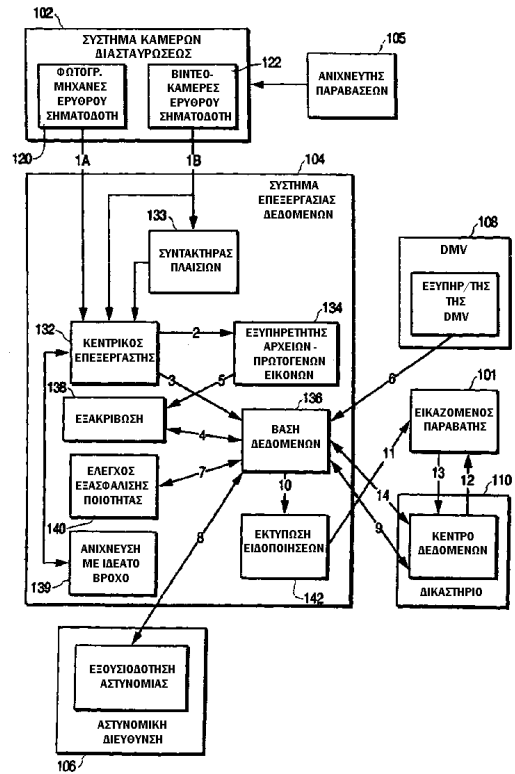 102
ΣΥΣΤΗΜΑ ΚΑΜΕΡΩΝ
ΔΙΑΣΤΑΥΡΩΣΕΩΣ
ΦΩΤΟΓΡ.
ΜΗΧΑΝΕΣ
ΕΡΥΘΡΟΥ
ΣΗΜΑΤΟΔΟΤΗ
120
ΒΙΝΤΕΟ-
ΚΑΜΕΡΕΣ
ΕΡΥΘΡΟΥ
ΣΗΜΑΤΟΔΟΤΗ
122
105
ΑΝΙΧΝΕΥΤΗΣ
ΠΑΡΑΒΑΣΕΩΝ
1A
1B
104
ΣΥΣΤΗΜΑ
ΕΠΕΞΕΡΓΑΣΙΑΣ
ΔΕΔΟΜΕΝΩΝ
133
ΣΥΝΤΑΚΤΗΡΑΣ
ΠΛΑΙΣΙΩΝ
108
DMV
ΕΞΥΠΗΡ/ΤΗΣ
ΤΗΣ
DMV
132
ΚΕΝΤΡΙΚΟΣ
ΕΠΕΞΕΡΓΑΣΤΗΣ
2
134
ΕΞΥΠΗΡΕΤΗΤΗΣ
ΑΡΧΕΙΩΝ -
ΠΡΩΤΟΓΕΝΩΝ
ΕΙΚΟΝΩΝ
3
5
6
138
ΕΞΑΚΡΙΒΩΣΗ
4
136
ΒΑΣΗ
ΔΕΔΟΜΕΝΩΝ
101
ΕΙΚΑΖΟΜΕΝΟΣ
ΠΑΡΑΒΑΤΗΣ
ΕΛΕΓΧΟΣ
ΕΞΑΣΦΑΛΙΣΗΣ
ΠΟΙΟΤΗΤΑΣ
140
7
10
11
13
12
110
14
9
ΚΕΝΤΡΟ
ΔΕΔΟΜΕΝΩΝ
ΔΙΚΑΣΤΗΡΙΟ
ΑΝΙΧΝΕΥΣΗ
ΜΕ ΙΔΕΑΤΟ
ΒΡΟΧΟ
139
8
ΕΚΤΥΠΩΣΗ
ΕΙΔΟΠΟΙΗΣΕΩΝ
142
ΕΞΟΥΣΙΟΔΟΤΗΣΗ
ΑΣΤΥΝΟΜΙΑΣ
ΑΣΤΥΝΟΜΙΚΗ
ΔΙΕΥΘΥΝΣΗ
106